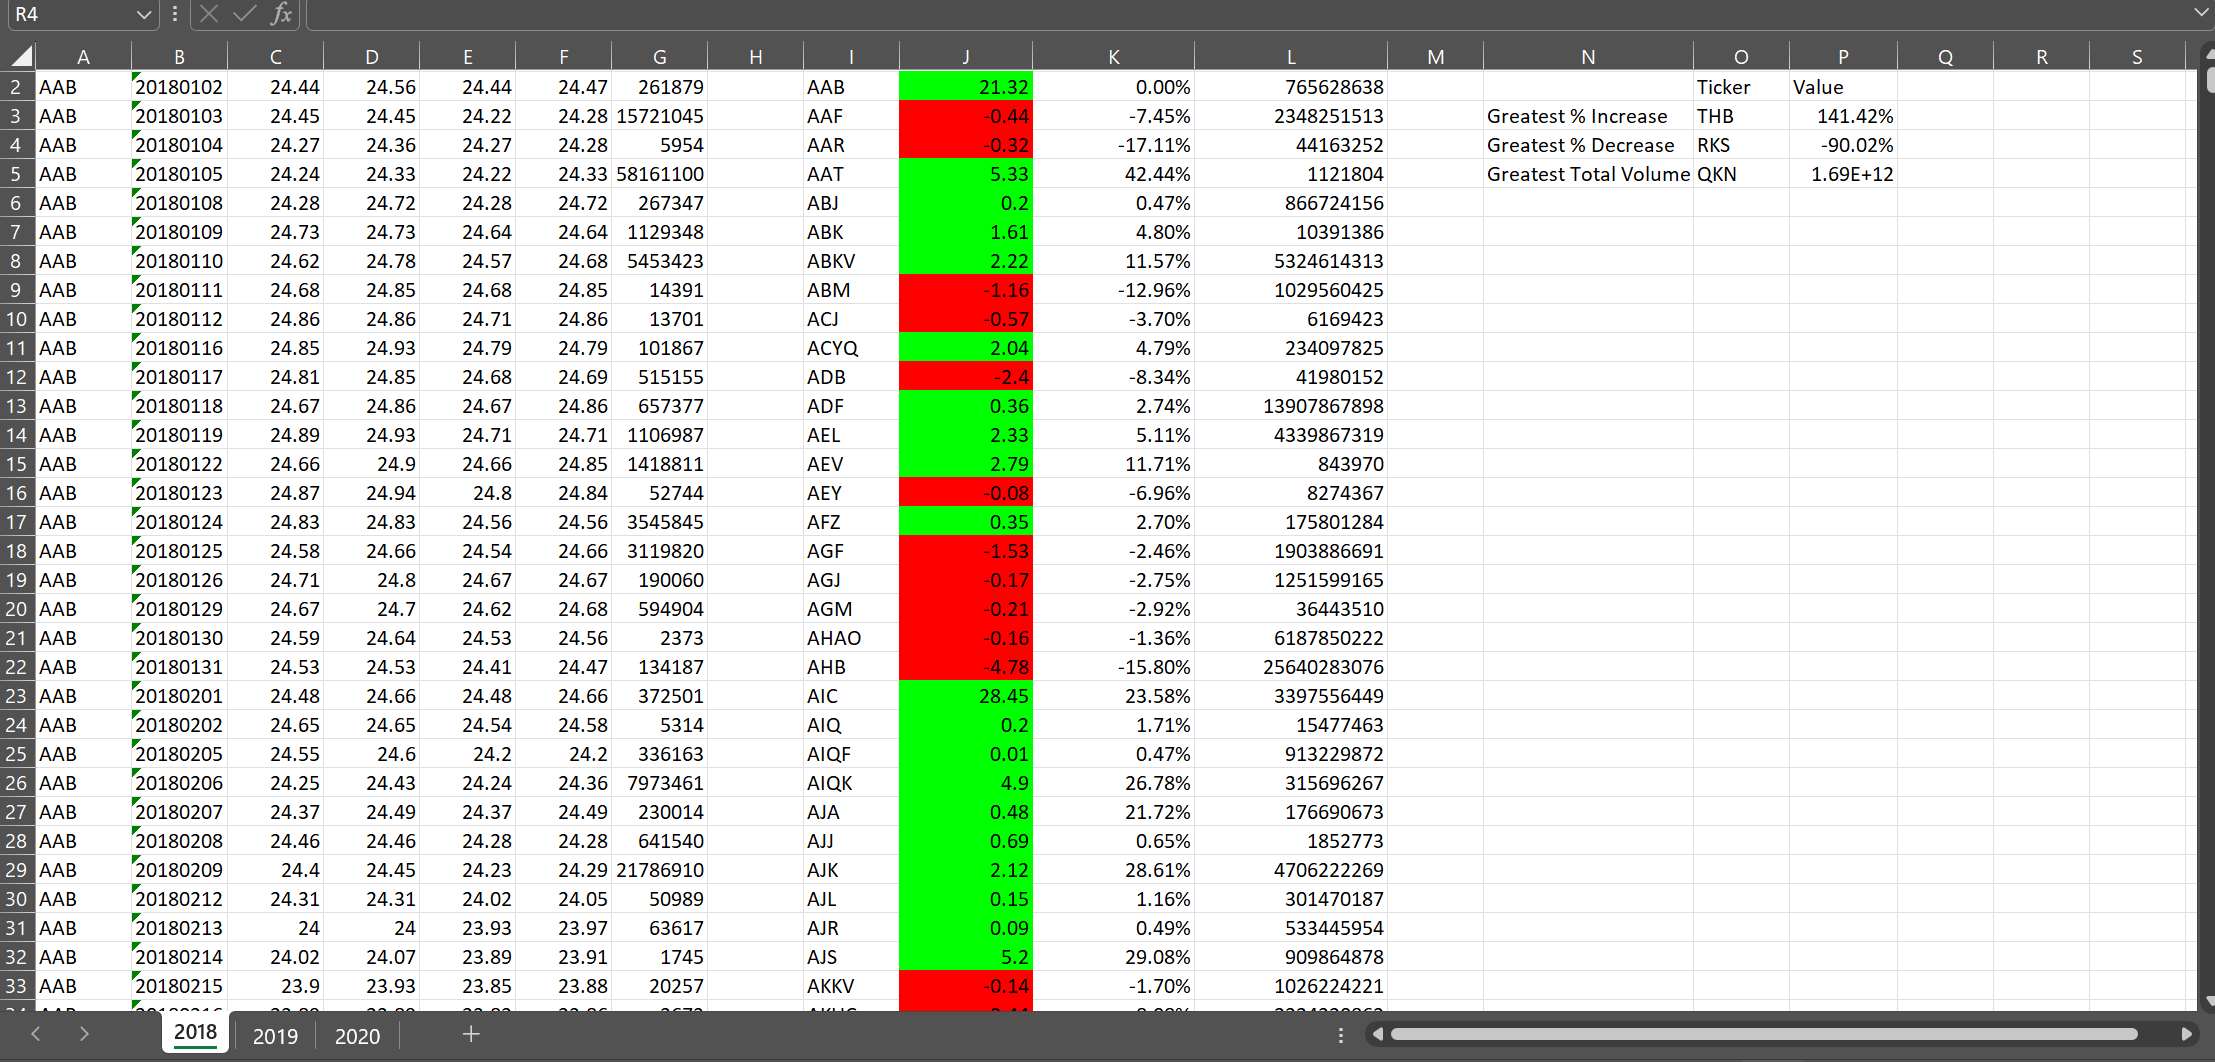 R4 fx
A B C D E F G H I J K L M N O P Q R S
2 AAB 20180102 24.44 24.56 24.44 24.47 261879 AAB 21.32 0.00% 765628638 Ticker Value
3 AAB 20180103 24.45 24.45 24.22 24.28 15721045 AAF -0.44 -7.45% 2348251513 Greatest % Increase THB 141.42%
4 AAB 20180104 24.27 24.36 24.27 24.28 5954 AAR -0.32 -17.11% 44163252 Greatest % Decrease RKS -90.02%
5 AAB 20180105 24.24 24.33 24.22 24.33 58161100 AAT 5.33 42.44% 1121804 Greatest Total Volume QKN 1.69E+12
6 AAB 20180108 24.28 24.72 24.28 24.72 267347 ABJ 0.2 0.47% 866724156
7 AAB 20180109 24.73 24.73 24.64 24.64 1129348 ABK 1.61 4.80% 10391386
8 AAB 20180110 24.62 24.78 24.57 24.68 5453423 ABKV 2.22 11.57% 5324614313
9 AAB 20180111 24.68 24.85 24.68 24.85 14391 ABM -1.16 -12.96% 1029560425
10 AAB 20180112 24.86 24.86 24.71 24.86 13701 ACJ -0.57 -3.70% 6169423
11 AAB 20180116 24.85 24.93 24.79 24.79 101867 ACYQ 2.04 4.79% 234097825
12 AAB 20180117 24.81 24.85 24.68 24.69 515155 ADB -2.4 -8.34% 41980152
13 AAB 20180118 24.67 24.86 24.67 24.86 657377 ADF 0.36 2.74% 13907867898
14 AAB 20180119 24.89 24.93 24.71 24.71 1106987 AEL 2.33 5.11% 4339867319
15 AAB 20180122 24.66 24.9 24.66 24.85 1418811 AEV 2.79 11.71% 843970
16 AAB 20180123 24.87 24.94 24.8 24.84 52744 AEY -0.08 -6.96% 8274367
17 AAB 20180124 24.83 24.83 24.56 24.56 3545845 AFZ 0.35 2.70% 175801284
18 AAB 20180125 24.58 24.66 24.54 24.66 3119820 AGF -1.53 -2.46% 1903886691
19 AAB 20180126 24.71 24.8 24.67 24.67 190060 AGJ -0.17 -2.75% 1251599165
20 AAB 20180129 24.67 24.7 24.62 24.68 594904 AGM -0.21 -2.92% 36443510
21 AAB 20180130 24.59 24.64 24.53 24.56 2373 AHAO -0.16 -1.36% 6187850222
22 AAB 20180131 24.53 24.53 24.41 24.47 134187 AHB -4.78 -15.80% 25640283076
23 AAB 20180201 24.48 24.66 24.48 24.66 372501 AIC 28.45 23.58% 3397556449
24 AAB 20180202 24.65 24.65 24.54 24.58 5314 AIQ 0.2 1.71% 15477463
25 AAB 20180205 24.55 24.6 24.2 24.2 336163 AIQF 0.01 0.47% 913229872
26 AAB 20180206 24.25 24.43 24.24 24.36 7973461 AIQK 4.9 26.78% 315696267
27 AAB 20180207 24.37 24.49 24.37 24.49 230014 AJA 0.48 21.72% 176690673
28 AAB 20180208 24.46 24.46 24.28 24.28 641540 AJJ 0.69 0.65% 1852773
29 AAB 20180209 24.4 24.45 24.23 24.29 21786910 AJK 2.12 28.61% 4706222269
30 AAB 20180212 24.31 24.31 24.02 24.05 50989 AJL 0.15 1.16% 301470187
31 AAB 20180213 24 24 23.93 23.97 63617 AJR 0.09 0.49% 533445954
32 AAB 20180214 24.02 24.07 23.89 23.91 1745 AJS 5.2 29.08% 909864878
33 AAB 20180215 23.9 23.93 23.85 23.88 20257 AKKV -0.14 -1.70% 1026224221
2018 2019 2020